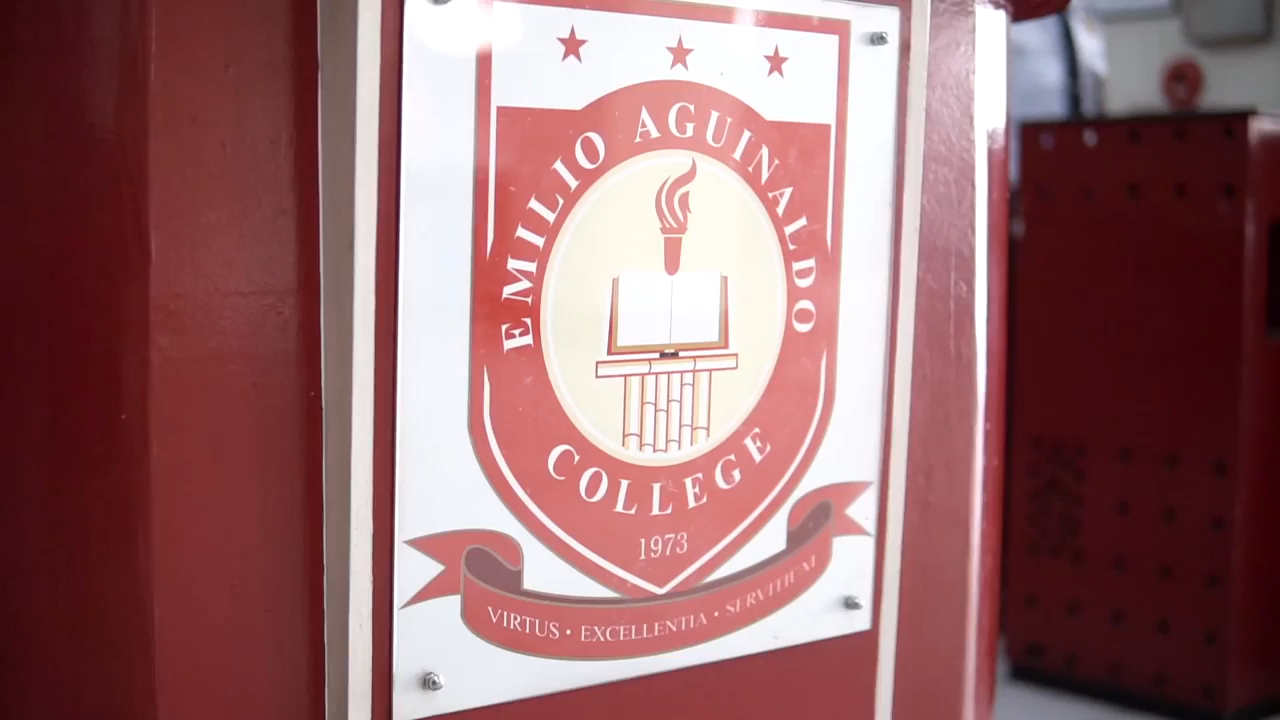 EMILIO AGUINALDO
COLLEGE
1973
VIRTUS • EXCELLENTIA • SERVITIUM